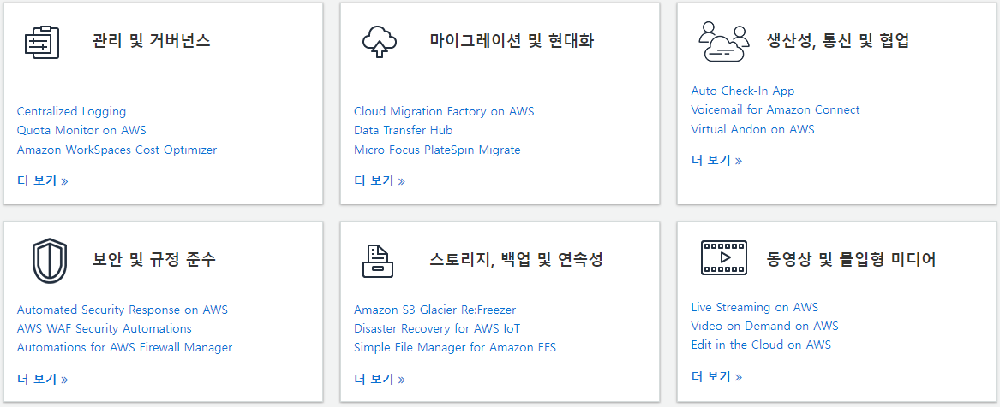 관리 및 거버넌스
Centralized Logging
Quota Monitor on AWS
Amazon WorkSpaces Cost Optimizer
더 보기 »
마이그레이션 및 현대화
Cloud Migration Factory on AWS
Data Transfer Hub
Micro Focus PlateSpin Migrate
더 보기 »
생산성, 통신 및 협업
Auto Check-In App
Voicemail for Amazon Connect
Virtual Andon on AWS
더 보기 »
보안 및 규정 준수
Automated Security Response on AWS
AWS WAF Security Automations
Automations for AWS Firewall Manager
더 보기 »
스토리지, 백업 및 연속성
Amazon S3 Glacier Re:Freezer
Disaster Recovery for AWS IoT
Simple File Manager for Amazon EFS
더 보기 »
동영상 및 몰입형 미디어
Live Streaming on AWS
Video on Demand on AWS
Edit in the Cloud on AWS
더 보기 »